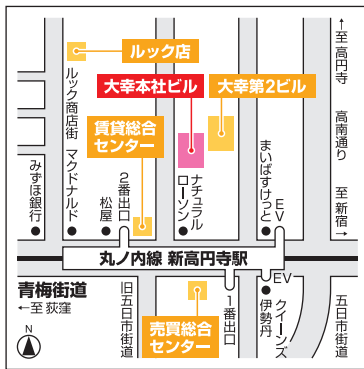 ルック店
大幸本社ビル
大幸第2ビル
賃貸総合
センター
ルック商店街
←至高円寺
高南通り
至新宿→
みずほ銀行
マクドナルド
松屋
2番出口
ナチュラル
ローソン
まいばすけっと
EV
丸ノ内線 新高円寺駅
青梅街道
←至 荻窪
旧五日市街道
売買総合
センター
1番出口
EV
クイーンズ
伊勢丹
五日市街道
N